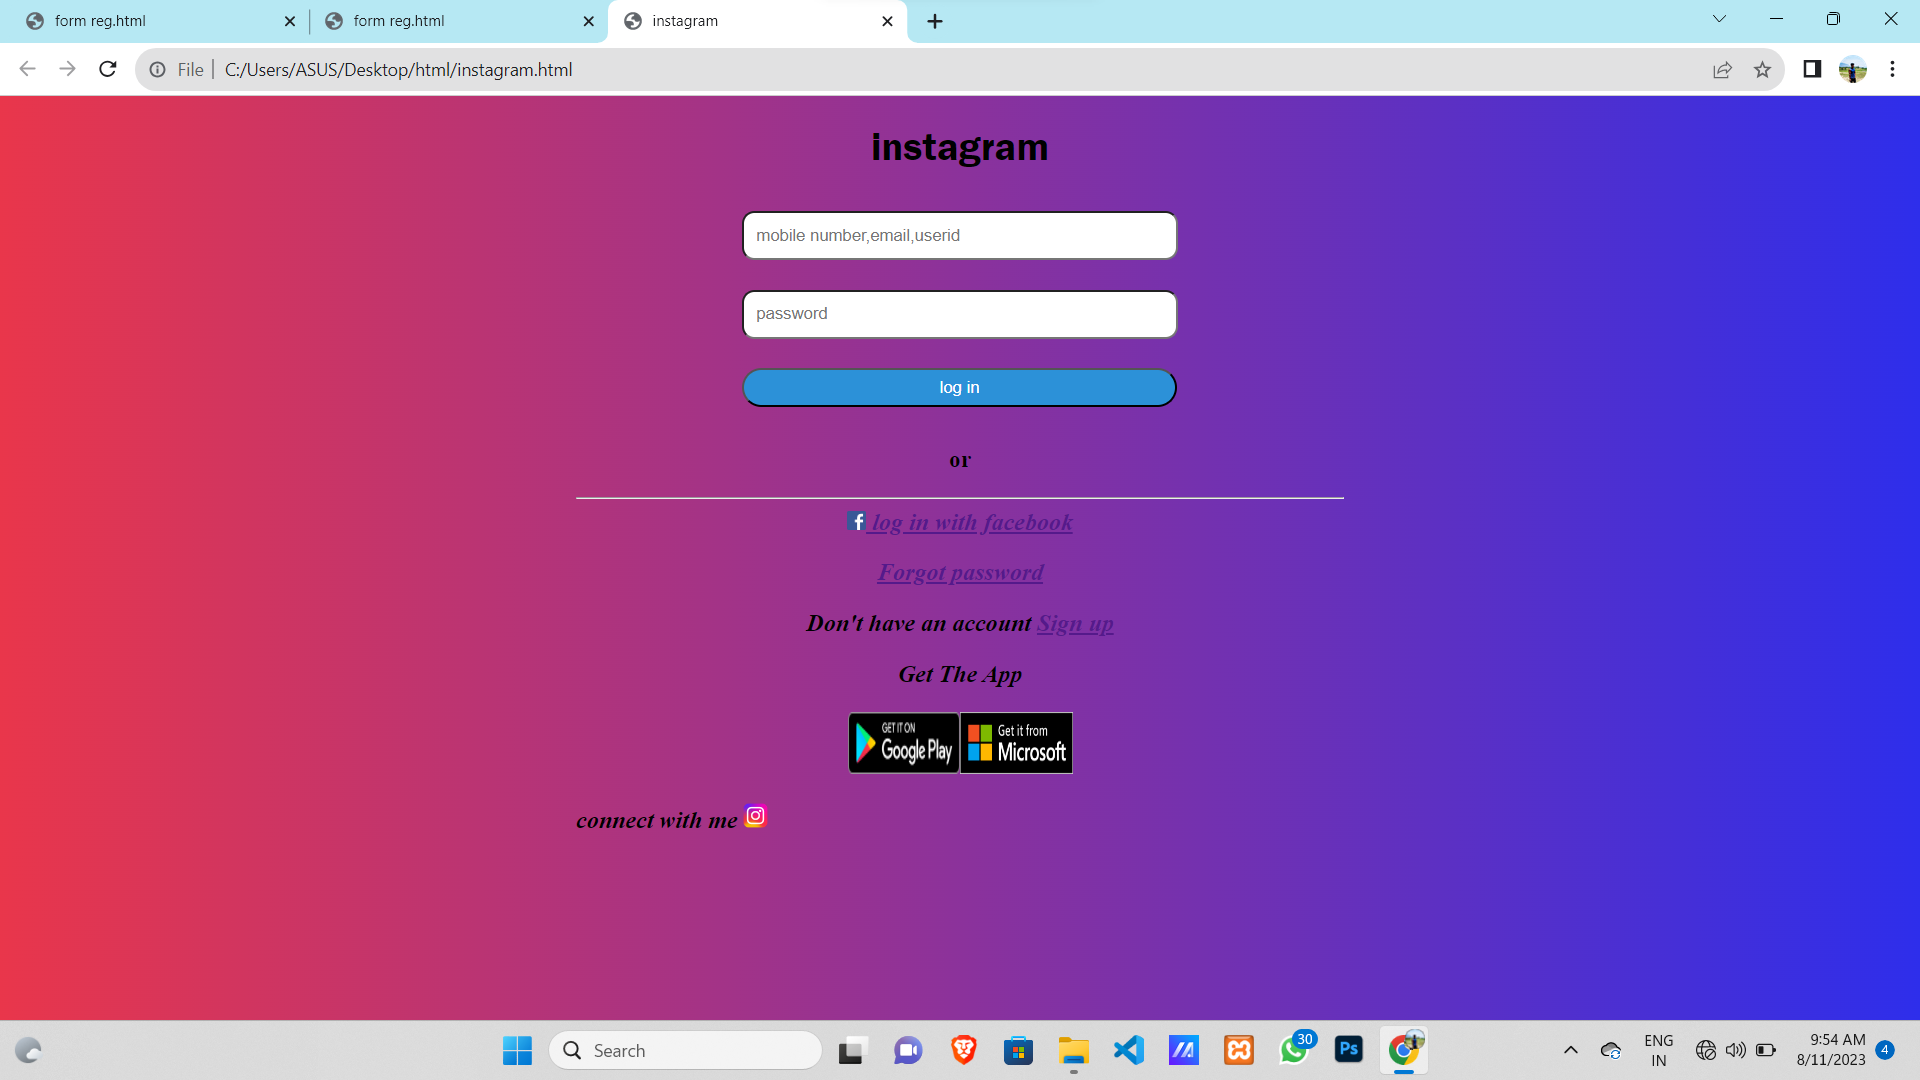 form reg.html
form reg.html
instagram
File
C:/Users/ASUS/Desktop/html/instagram.html
instagram
mobile number,email,userid
password
log in
or
log in with facebook
Forgot password
Don't have an account Sign up
Get The App
GET IT ON
Google Play
Get it from
Microsoft
connect with me
Search
30
Ps
ENG
IN
9:54 AM
8/11/2023
4